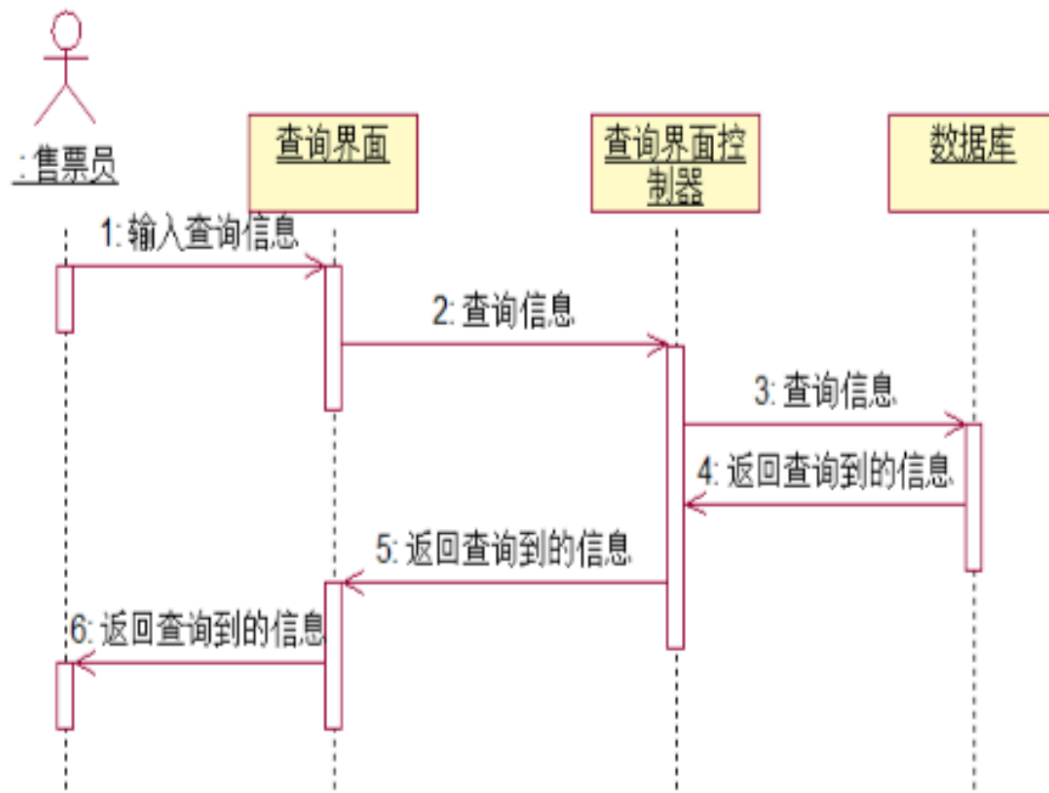 : 售票员
查询界面
查询界面控
制器
数据库
1: 输入查询信息
2: 查询信息
3: 查询信息
4: 返回查询到的信息
5: 返回查询到的信息
6: 返回查询到的信息